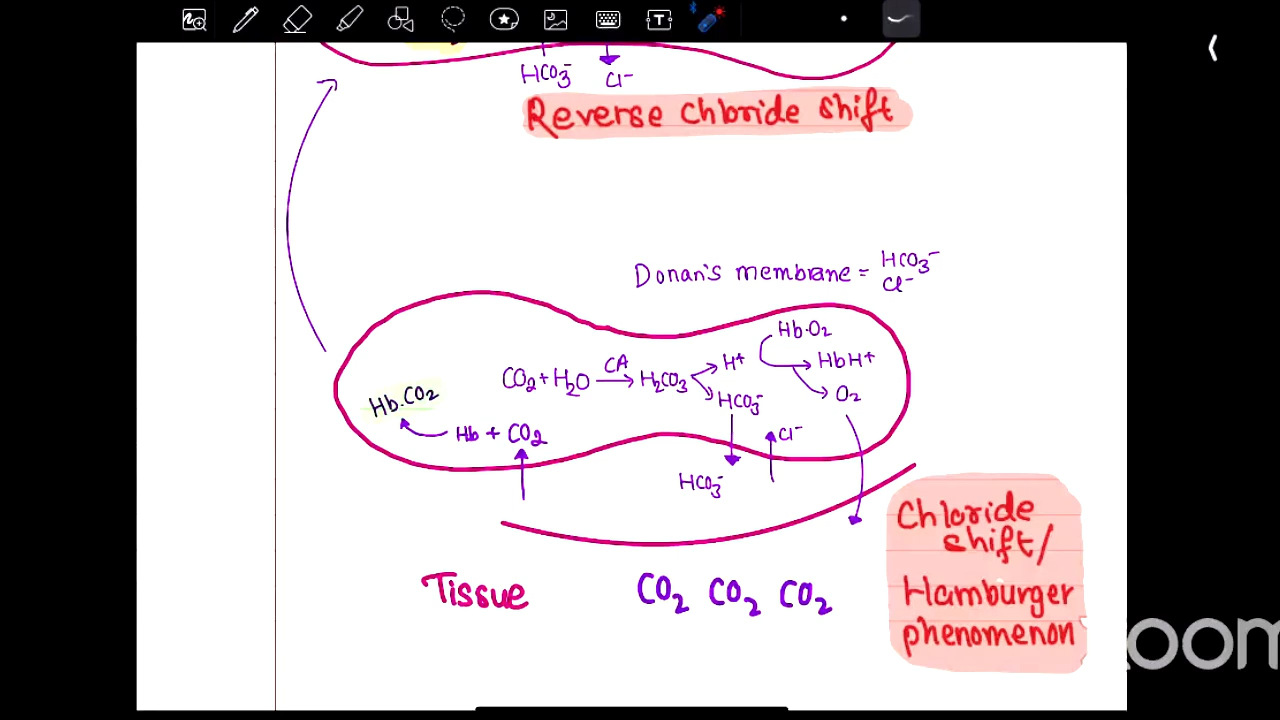 HCO3⁻ Cl⁻
Reverse chloride shift
Donan's membrane = HCO3⁻
Cl⁻
Hb·O2
HbH+
O2
CO2+H2O CA H2CO3 H+
HCO3⁻
Hb·CO2
Hb + CO2
Cl⁻
HCO3⁻
Chloride
shift/
Hamburger
phenomenon
Tissue CO2 CO2 CO2
zoom